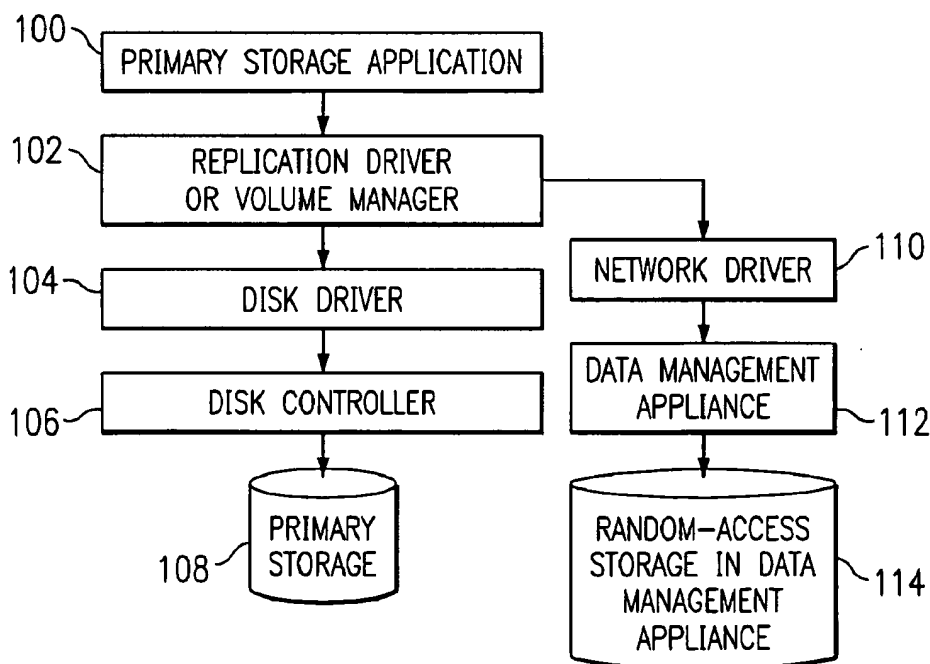 100
PRIMARY STORAGE APPLICATION
102
REPLICATION DRIVER
OR VOLUME MANAGER
110
NETWORK DRIVER
104
DISK DRIVER
DATA MANAGEMENT
APPLIANCE
112
106
DISK CONTROLLER
PRIMARY
STORAGE
108
RANDOM-ACCESS
STORAGE IN DATA
MANAGEMENT
APPLIANCE
114